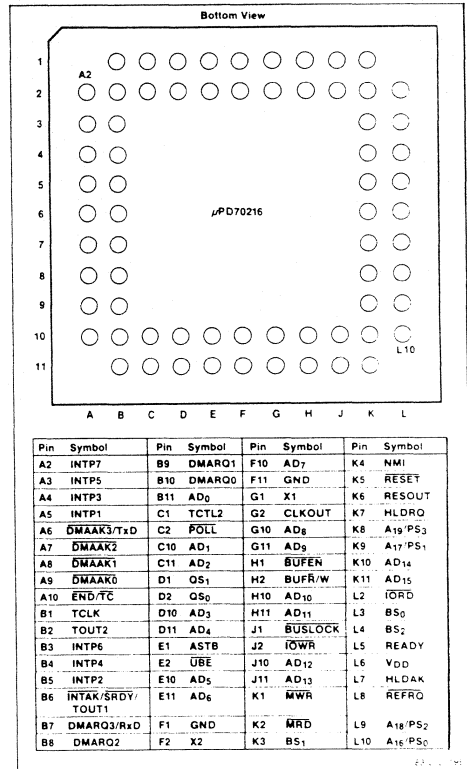 Bottom View
1
A2
2
3
4
5
6 μPD70216
7
8
9
10
L10
11
A B C D E F G H J K L
Pin Symbol Pin Symbol Pin Symbol Pin Symbol
A2 INTP7 B9 DMARQ1 F10 AD7 K4 NMI
A3 INTP5 B10 DMARQ0 F11 GND K5 RESET
A4 INTP3 B11 AD0 G1 X1 K6 RESOUT
A5 INTP1 C1 TCTL2 G2 CLKOUT K7 HLDRQ
A6 DMAAK3/TxD C2 POLL G10 AD8 K8 A19/PS3
A7 DMAAK2 C10 AD1 G11 AD9 K9 A17/PS1
A8 DMAAK1 C11 AD2 H1 BUFEN K10 AD14
A9 DMAAK0 D1 QS1 H2 BUFR/W K11 AD15
A10 END/TC D2 QS0 H10 AD10 L2 IORD
B1 TCLK D10 AD3 H11 AD11 L3 BS0
B2 TOUT2 D11 AD4 J1 BUSLOCK L4 BS2
B3 INTP6 E1 ASTB J2 IOWR L5 READY
B4 INTP4 E2 UBE J10 AD12 L6 VDD
B5 INTP2 E10 AD5 J11 AD13 L7 HLDAK
B6 INTAK/SRDY/ E11 AD6 K1 MWR L8 REFRQ
TOUT1
B7 DMARQ3/RxD F1 GND K2 MRD L9 A18/PS2
B8 DMARQ2 F2 X2 K3 BS1 L10 A16/PS0